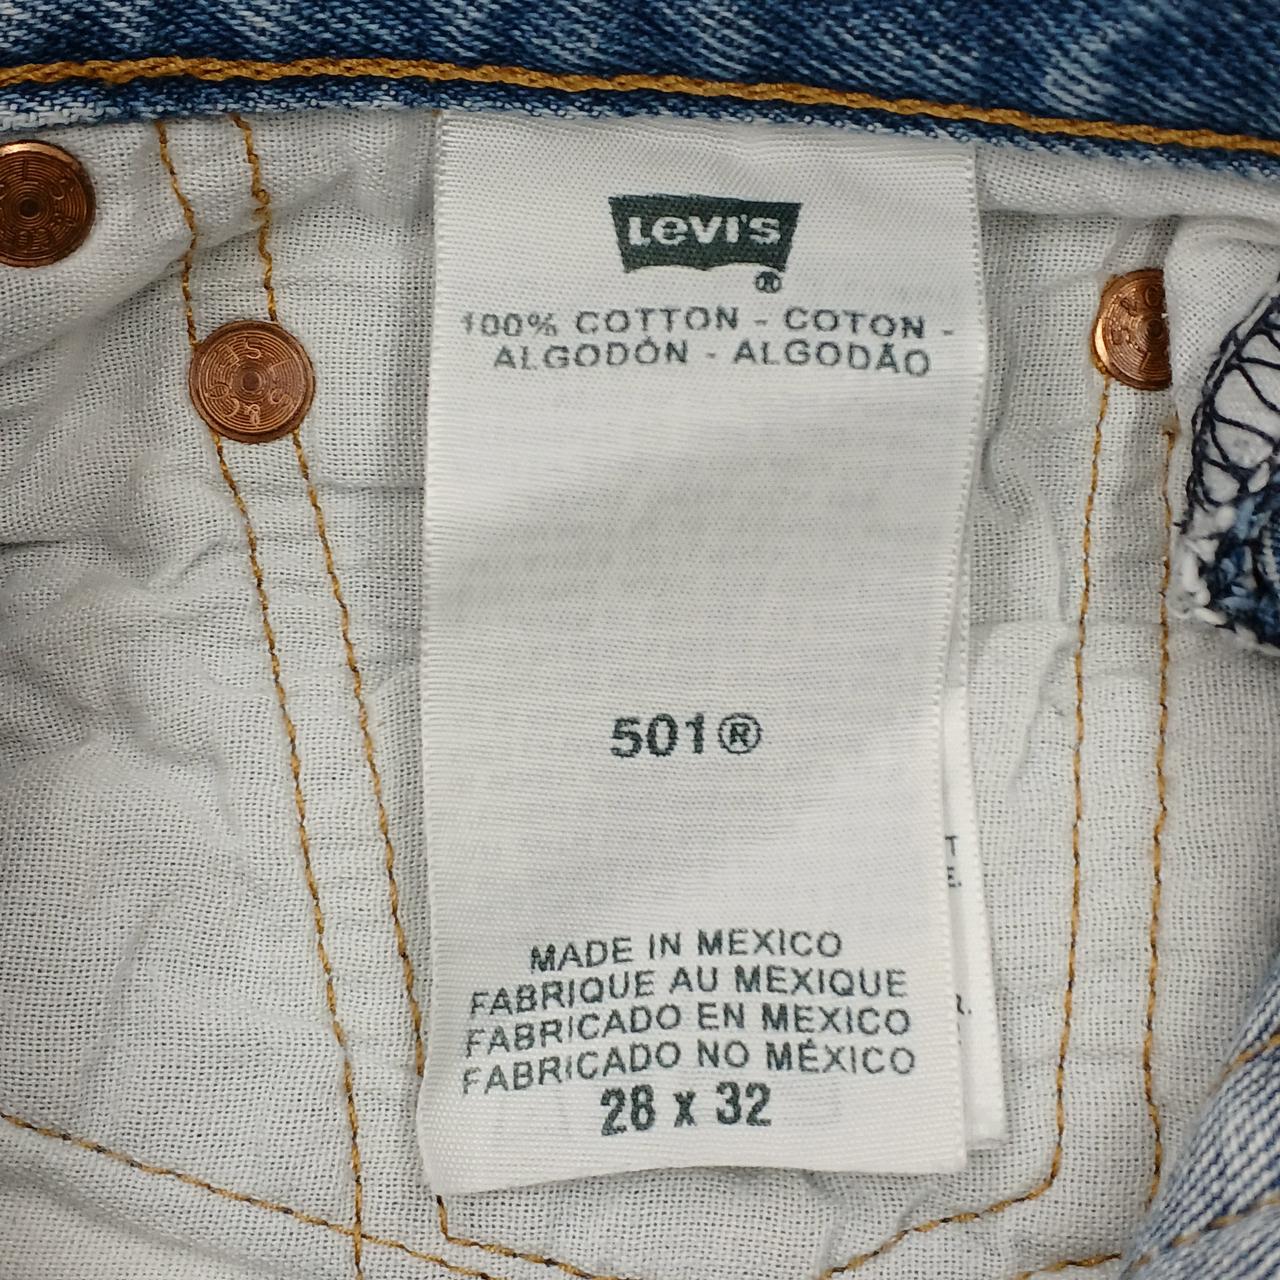 Levi's
®
100% COTTON - COTON -
ALGODÓN - ALGODÃO
501®
MADE IN MEXICO
FABRIQUE AU MEXIQUE
FABRICADO EN MEXICO
FABRICADO NO MÉXICO
28 x 32
T
E.
R.